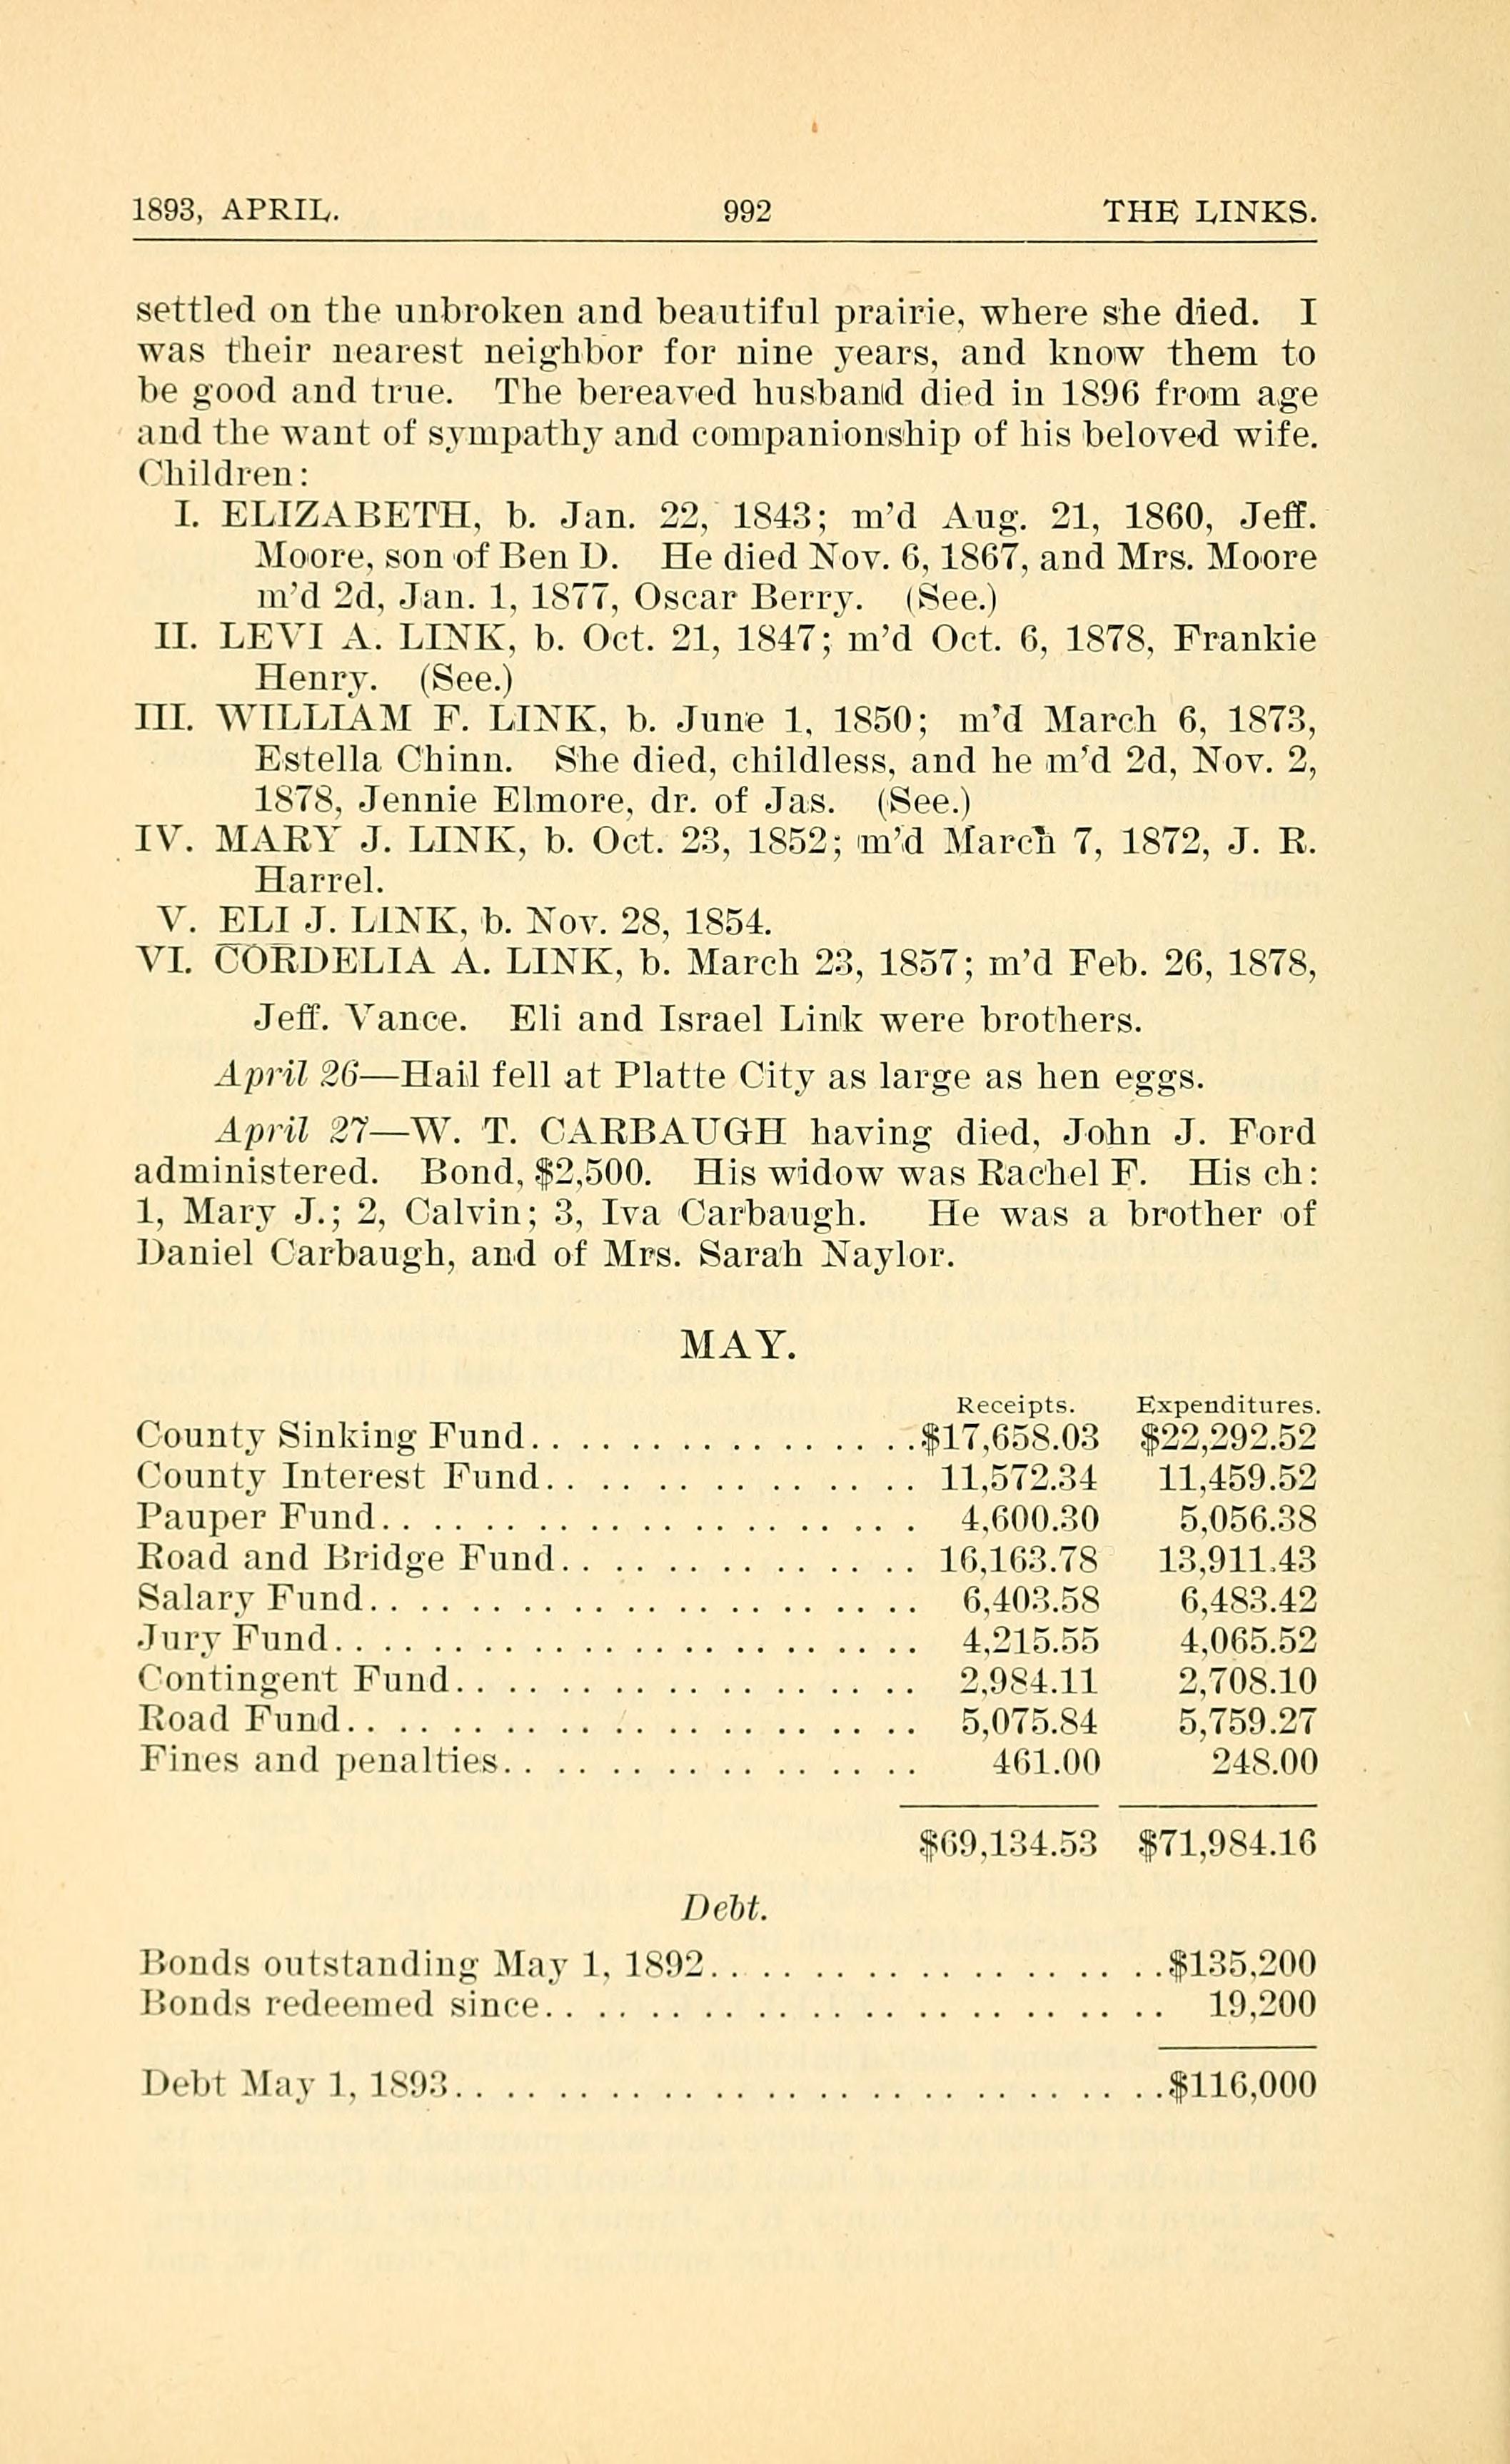 1893, APRIL. 992 THE LINKS.
settled on the unbroken and beautiful prairie, where she died. I
was their nearest neighbor for nine years, and know them to
be good and true. The bereaved husband died in 1896 from age
and the want of sympathy and companionship of his beloved wife.
Children:
I. ELIZABETH, b. Jan. 22, 1843; m'd Aug. 21, 1860, Jeff.
Moore, son of Ben D. He died Nov. 6, 1867, and Mrs. Moore
m'd 2d, Jan. 1, 1877, Oscar Berry. (See.)
II. LEVI A. LINK, b. Oct. 21, 1847; m'd Oct. 6, 1878, Frankie
Henry. (See.)
III. WILLIAM F. LINK, b. June 1, 1850; m'd March 6, 1873,
Estella Chinn. She died, childless, and he m'd 2d, Nov. 2,
1878, Jennie Elmore, dr. of Jas. (See.)
IV. MARY J. LINK, b. Oct. 23, 1852; m'd March 7, 1872, J. R.
Harrel.
V. ELI J. LINK, b. Nov. 28, 1854.
VI. CORDELIA A. LINK, b. March 23, 1857; m'd Feb. 26, 1878,
Jeff. Vance. Eli and Israel Link were brothers.
April 26—Hail fell at Platte City as large as hen eggs.
April 27—W. T. CARBAUGH having died, John J. Ford
administered. Bond, $2,500. His widow was Rachel F. His ch:
1, Mary J.; 2, Calvin; 3, Iva Carbaugh. He was a brother of
Daniel Carbaugh, and of Mrs. Sarah Naylor.
MAY.
Receipts. Expenditures.
County Sinking Fund. . . . . . . . . . . . . . . . $17,658.03 $22,292.52
County Interest Fund. . . . . . . . . . . . . . . 11,572.34 11,459.52
Pauper Fund. . . . . . . . . . . . . . . . . . . . . 4,600.30 5,056.38
Road and Bridge Fund. . . . . . . . . . . . . . 16,163.78 13,911.43
Salary Fund. . . . . . . . . . . . . . . . . . . . . . 6,403.58 6,483.42
Jury Fund. . . . . . . . . . . . . . . . . . . . . . . 4,215.55 4,065.52
Contingent Fund. . . . . . . . . . . . . . . . . . 2,984.11 2,708.10
Road Fund. . . . . . . . . . . . . . . . . . . . . . . 5,075.84 5,759.27
Fines and penalties. . . . . . . . . . . . . . . . 461.00 248.00
$69,134.53 $71,984.16
Debt.
Bonds outstanding May 1, 1892. . . . . . . . . . . . . . . . . . $135,200
Bonds redeemed since. . . . . . . . . . . . . . . . . . . . . . . . 19,200
Debt May 1, 1893. . . . . . . . . . . . . . . . . . . . . . . . . . . . $116,000